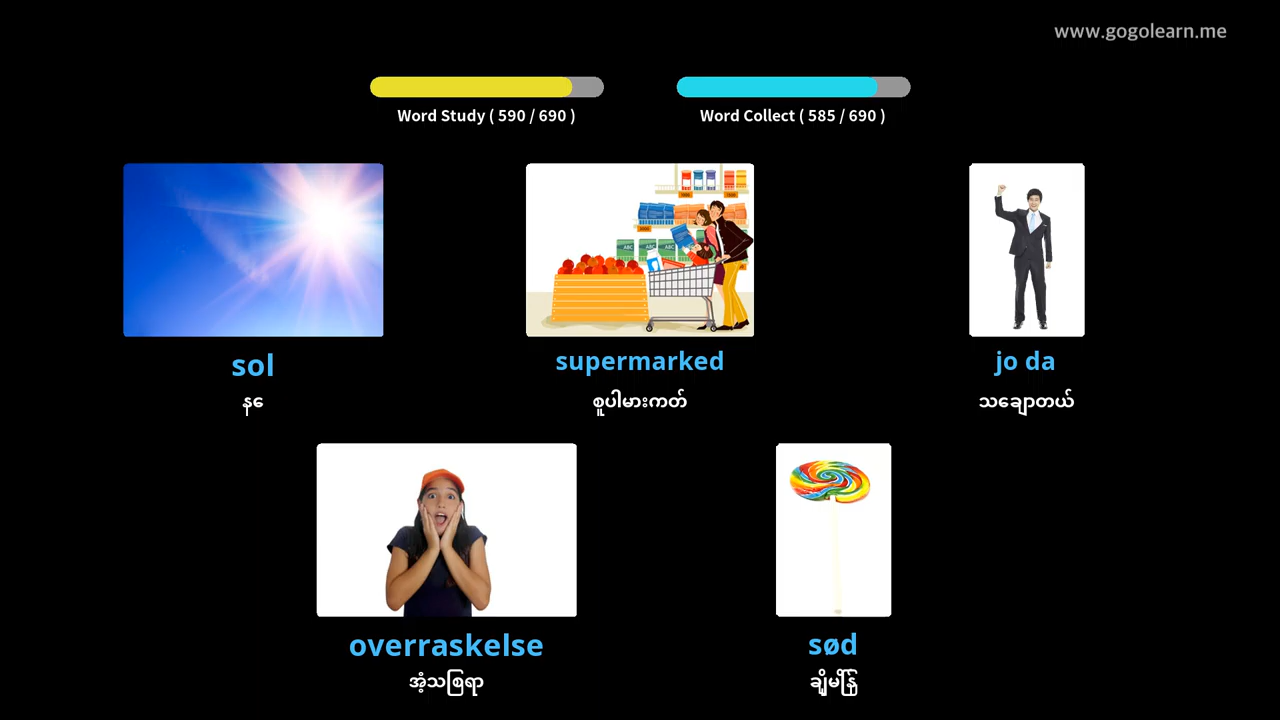 www.gogolearn.me
Word Study ( 590 / 690 )
Word Collect ( 585 / 690 )
sol
နေ
supermarked
စူပါမားကတ်
jo da
သချောတယ်
overraskelse
အံ့သစြရာ
sød
ချိုမြိန်